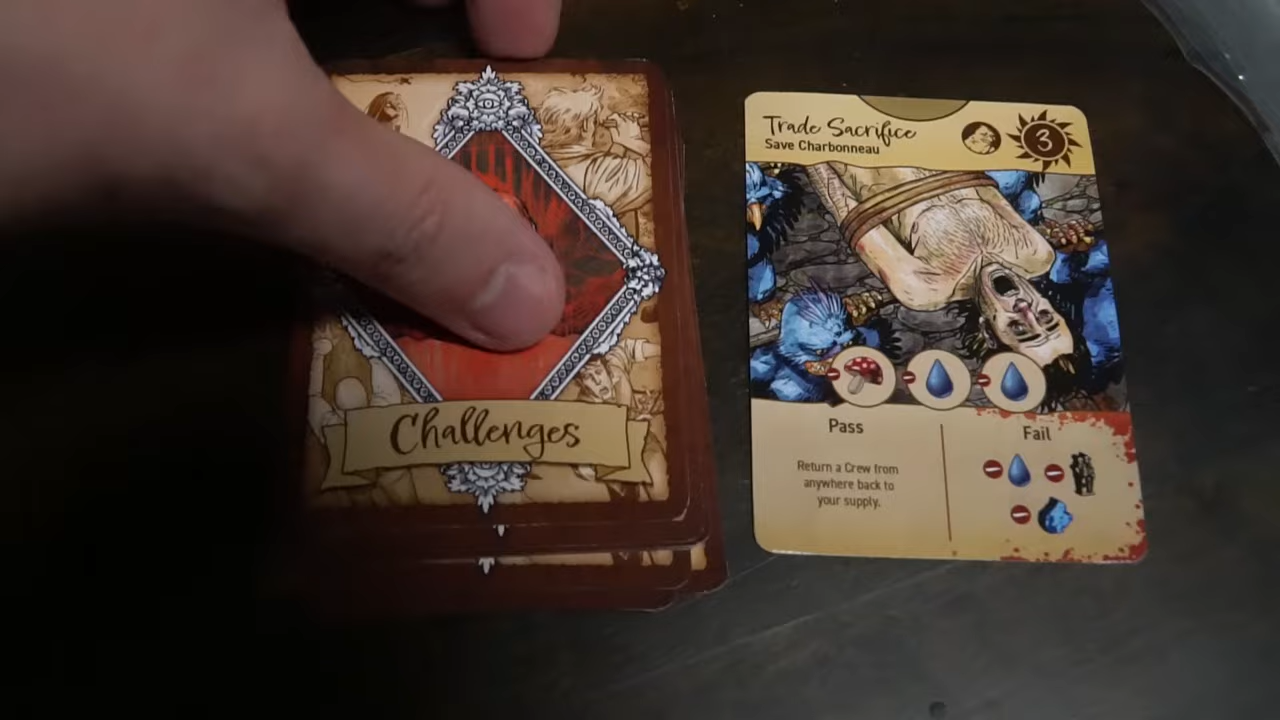 Challenges
Trade Sacrifice
Save Charbonneau
3
Pass
Return a Crew from
anywhere back to
your supply.
Fail